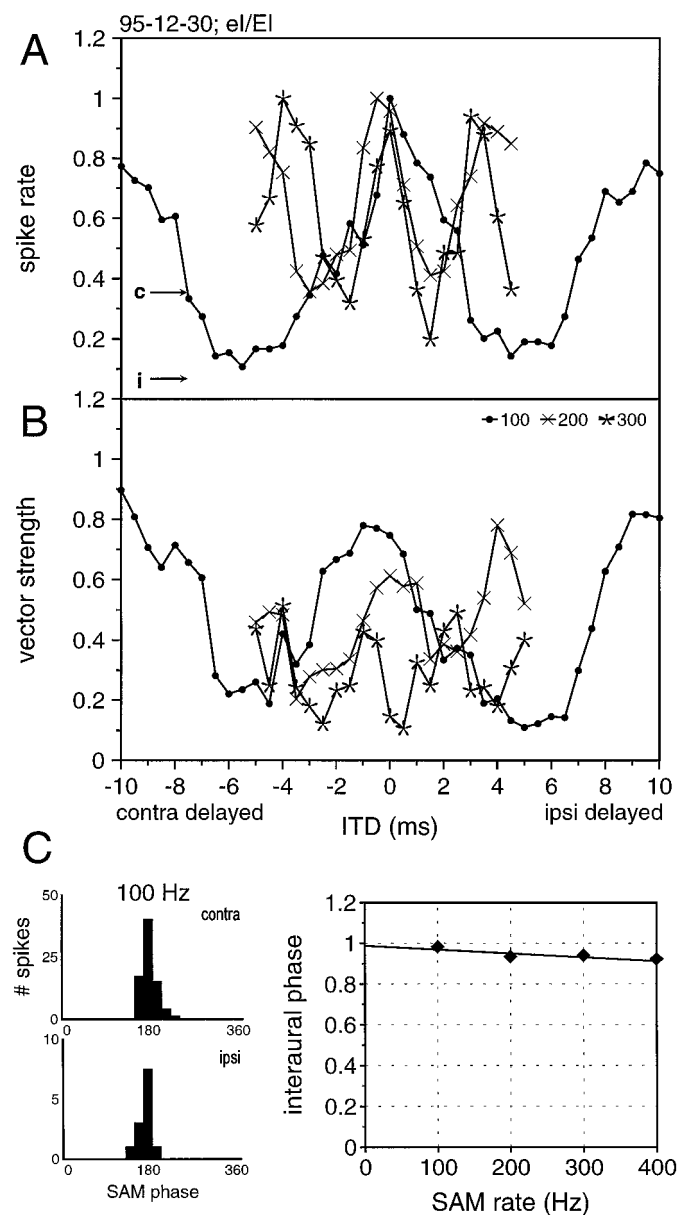 95-12-30; eI/EI
A
1.2
1
0.8
0.6
0.4
0.2
spike rate
c
i
B
1.2
1
0.8
0.6
0.4
0.2
0
vector strength
100 200 300
-10 -8 -6 -4 -2 0 2 4 6 8 10
contra delayed ITD (ms) ipsi delayed
C
100 Hz
50
25
0
# spikes
contra
0 180 360
10
5
0
ipsi
0 180 360
SAM phase
1.2
1
0.8
0.6
0.4
0.2
0
interaural phase
0 100 200 300 400
SAM rate (Hz)